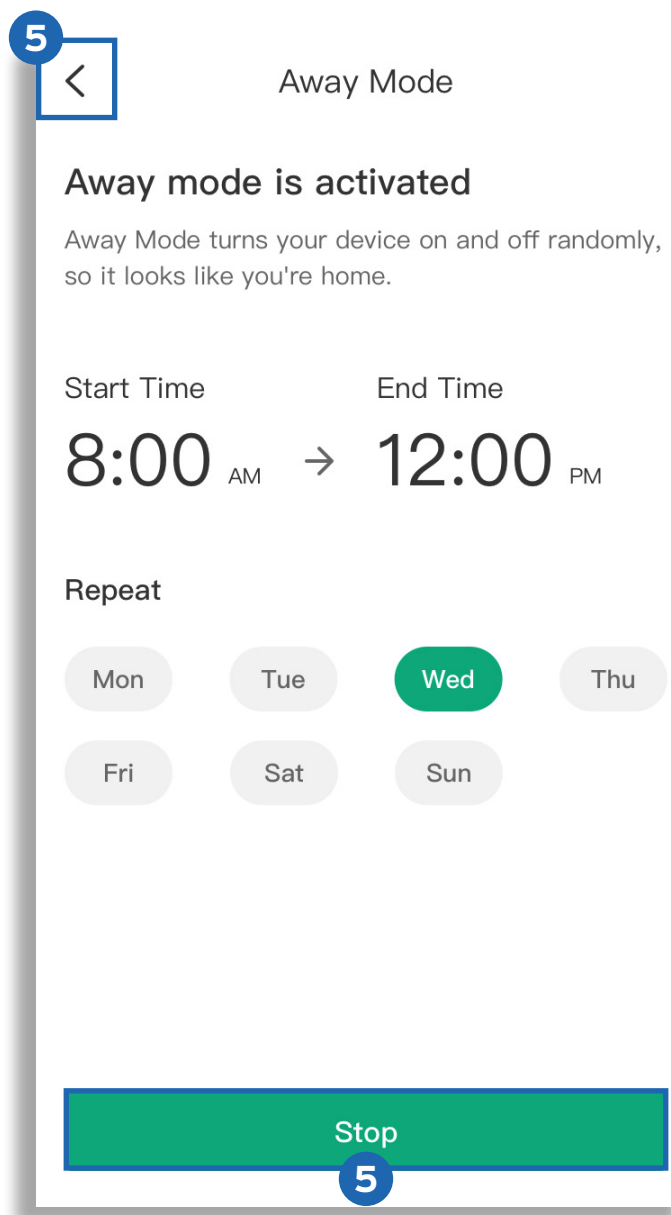 5
Away Mode
Away mode is activated
Away Mode turns your device on and off randomly,
so it looks like you're home.
Start Time End Time
8:00 AM → 12:00 PM
Repeat
Mon Tue Wed Thu
Fri Sat Sun
Stop
5